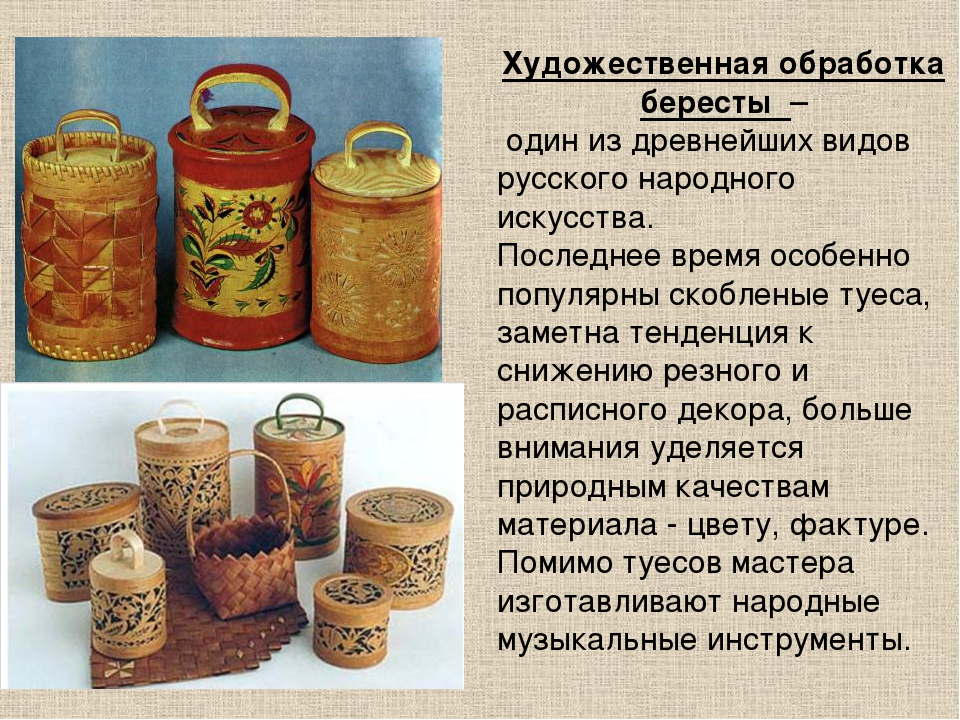 Художественная обработка
бересты –
один из древнейших видов
русского народного
искусства.
Последнее время особенно
популярны скобленые туеса,
заметна тенденция к
снижению резного и
расписного декора, больше
внимания уделяется
природным качествам
материала - цвету, фактуре.
Помимо туесов мастера
изготавливают народные
музыкальные инструменты.